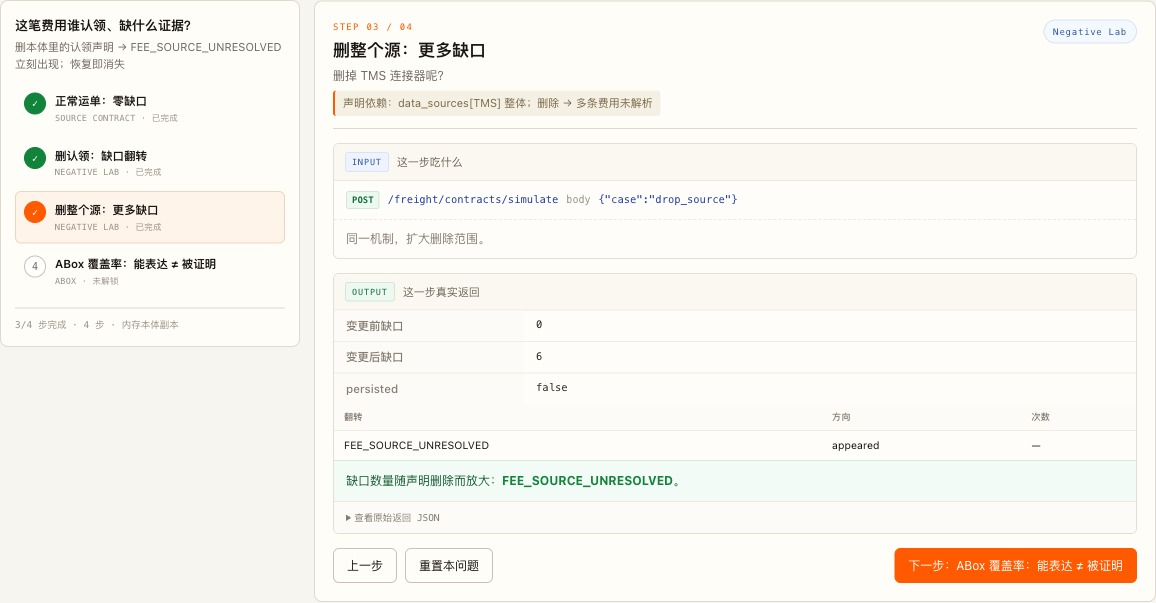 这笔费用谁认领、缺什么证据?
删本体里的认领声明 → FEE_SOURCE_UNRESOLVED
立刻出现；恢复即消失
✓
正常运单：零缺口
SOURCE CONTRACT · 已完成
✓
删认领：缺口翻转
NEGATIVE LAB · 已完成
✓
删整个源：更多缺口
NEGATIVE LAB · 已完成
4
ABox 覆盖率：能表达 ≠ 被证明
ABOX · 未解锁
3/4 步完成 · 4 步 · 内存本体副本
STEP 03 / 04
Negative Lab
删整个源：更多缺口
删掉 TMS 连接器呢?
声明依赖：data_sources[TMS] 整体；删除 → 多条费用未解析
INPUT 这一步吃什么
POST /freight/contracts/simulate body {"case":"drop_source"}
同一机制，扩大删除范围。
OUTPUT 这一步真实返回
变更前缺口 0
变更后缺口 6
persisted false
翻转 方向 次数
FEE_SOURCE_UNRESOLVED appeared —
缺口数量随声明删除而放大：FEE_SOURCE_UNRESOLVED。
▶ 查看原始返回 JSON
上一步 重置本问题 下一步：ABox 覆盖率：能表达 ≠ 被证明